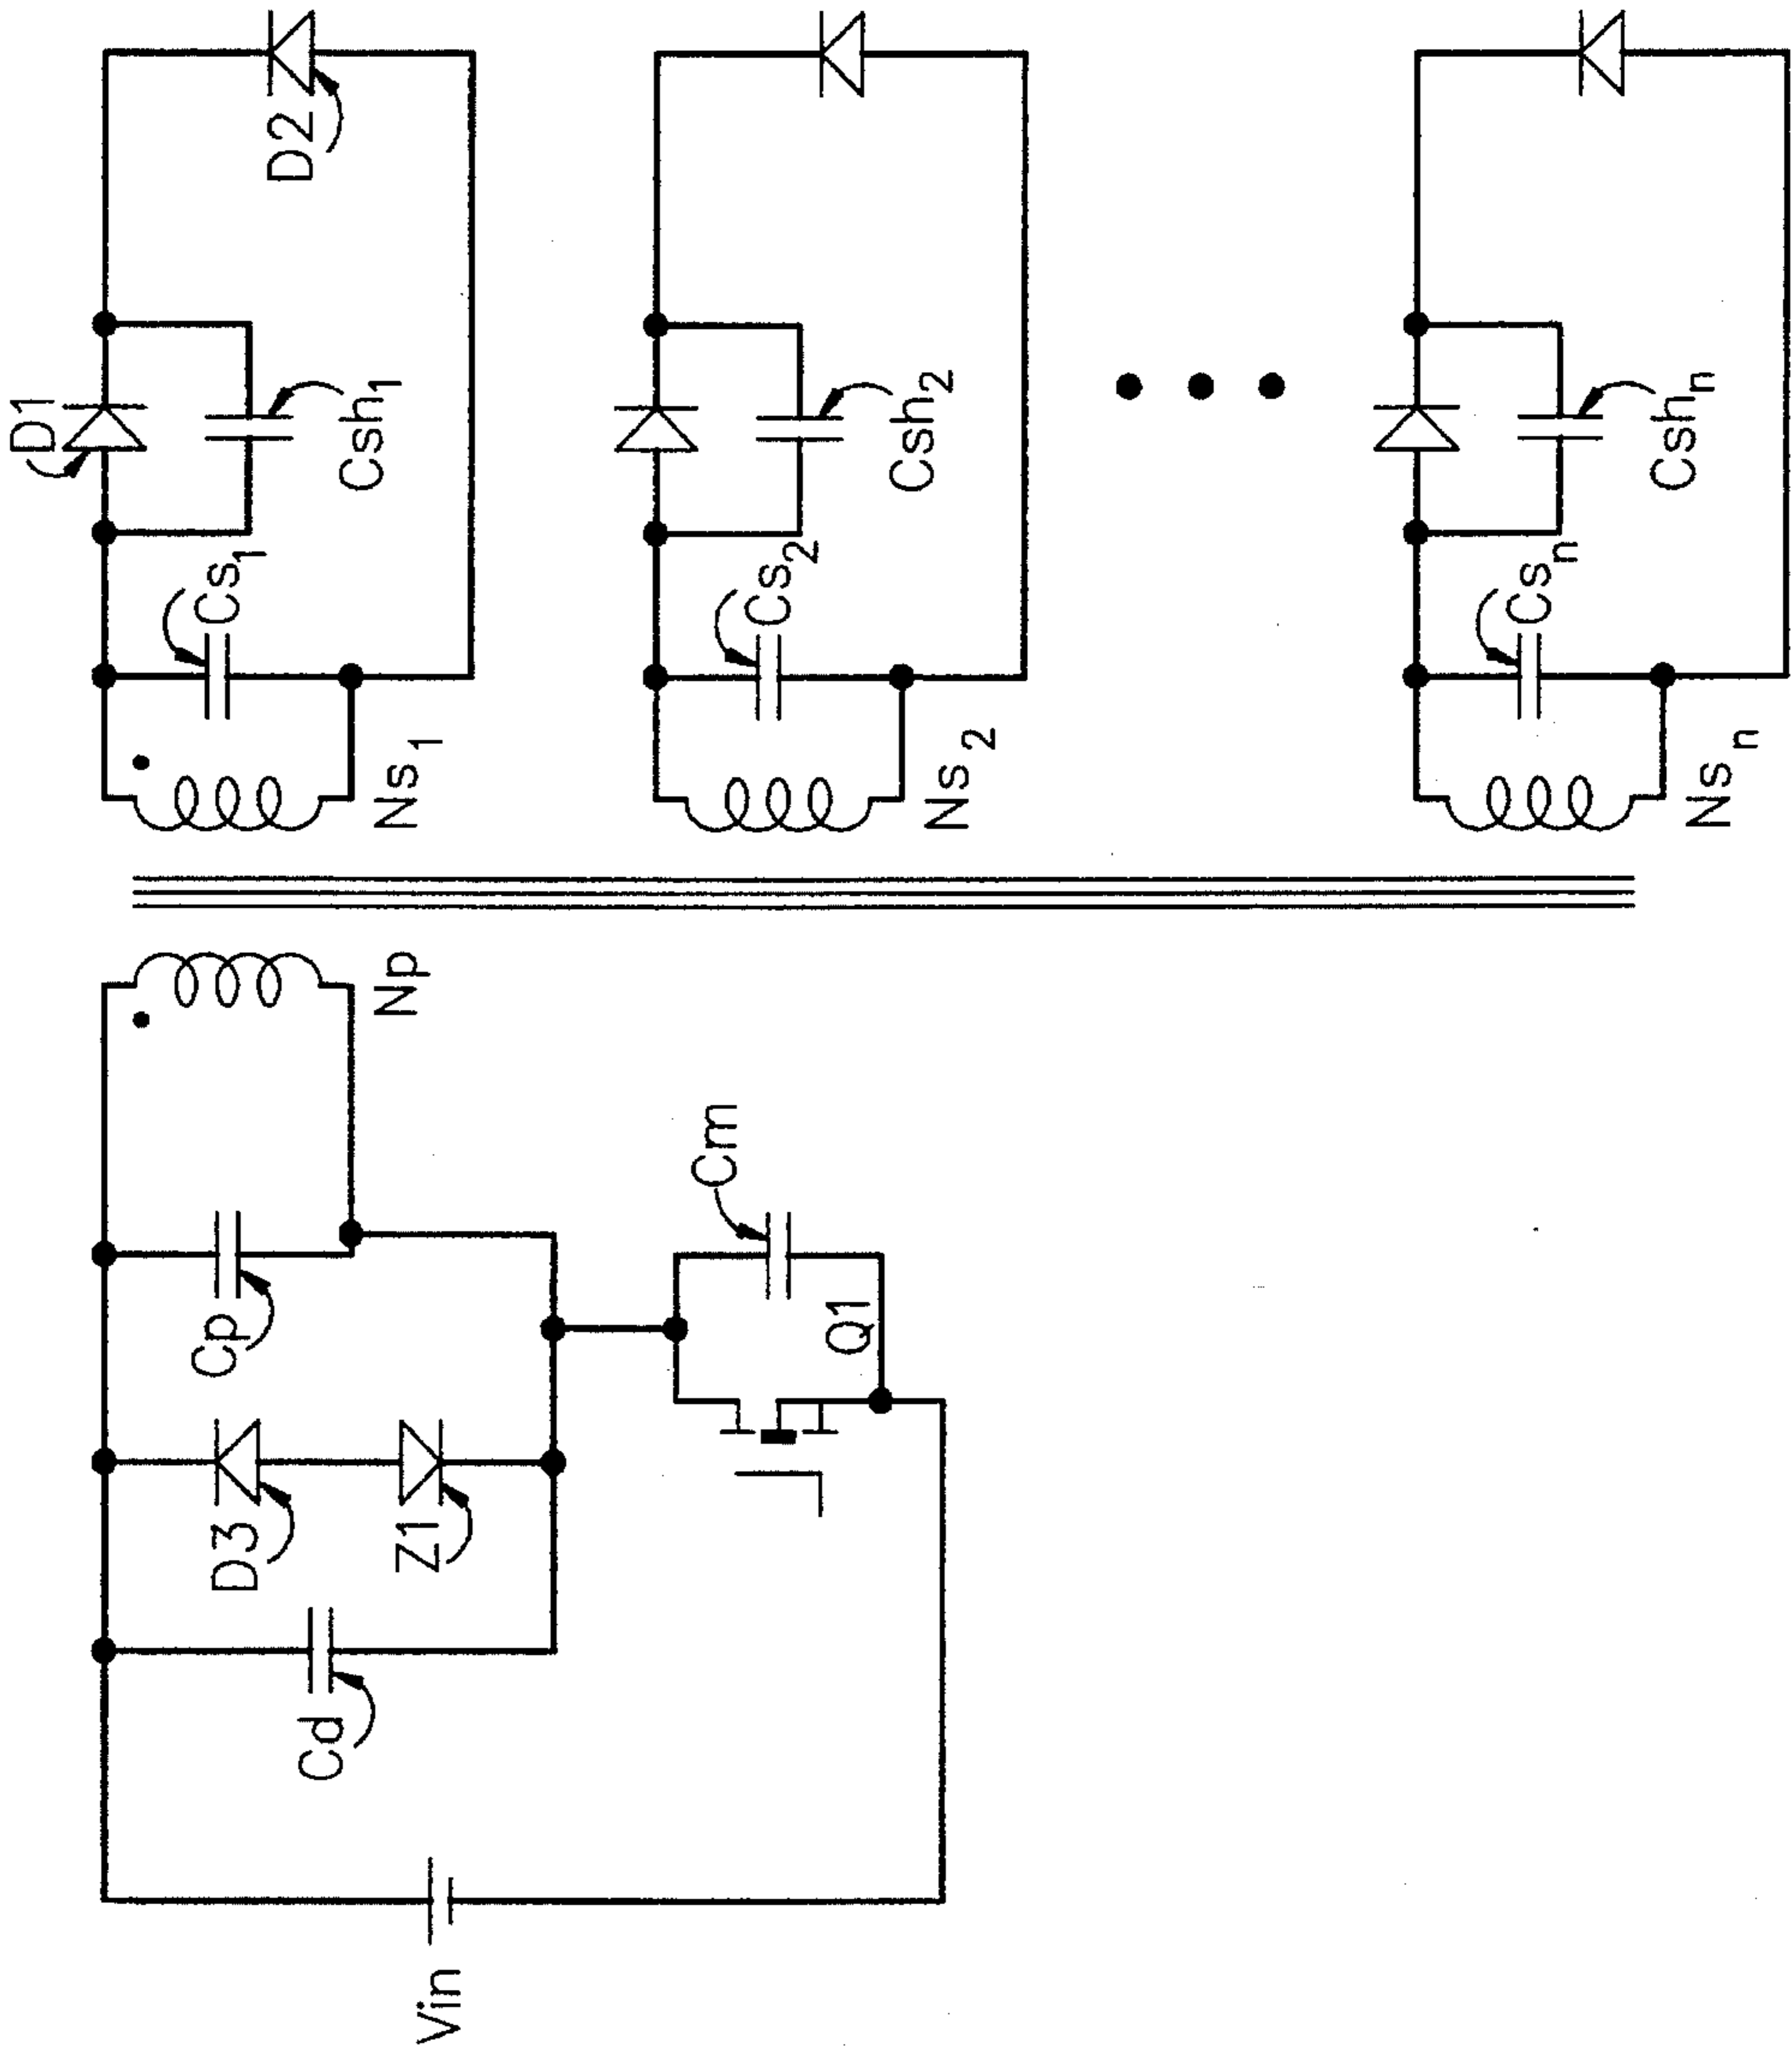 Vin
Cd
D3
Z1
Cp
Np
Q1
Cm
Ns1
Cs1
D1
Csh1
D2
Ns2
Cs2
Csh2
Nsn
Csn
Cshn